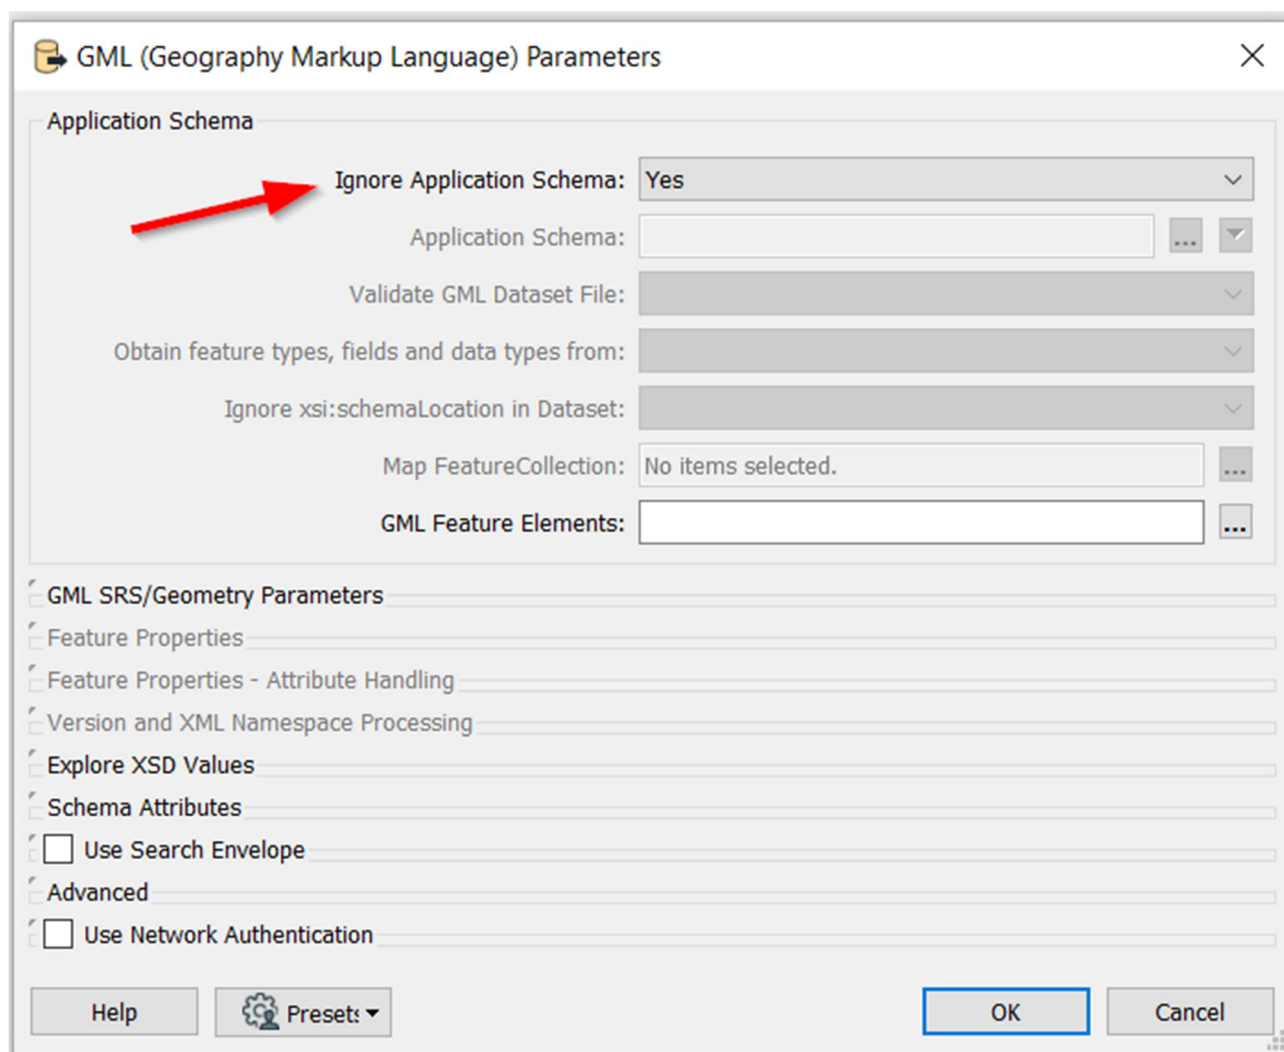 GML (Geography Markup Language) Parameters
Application Schema
Ignore Application Schema: Yes
Application Schema: ...
Validate GML Dataset File:
Obtain feature types, fields and data types from:
Ignore xsi:schemaLocation in Dataset:
Map FeatureCollection: No items selected. ...
GML Feature Elements: ...
GML SRS/Geometry Parameters
Feature Properties
Feature Properties - Attribute Handling
Version and XML Namespace Processing
Explore XSD Values
Schema Attributes
Use Search Envelope
Advanced
Use Network Authentication
Help Presets OK Cancel